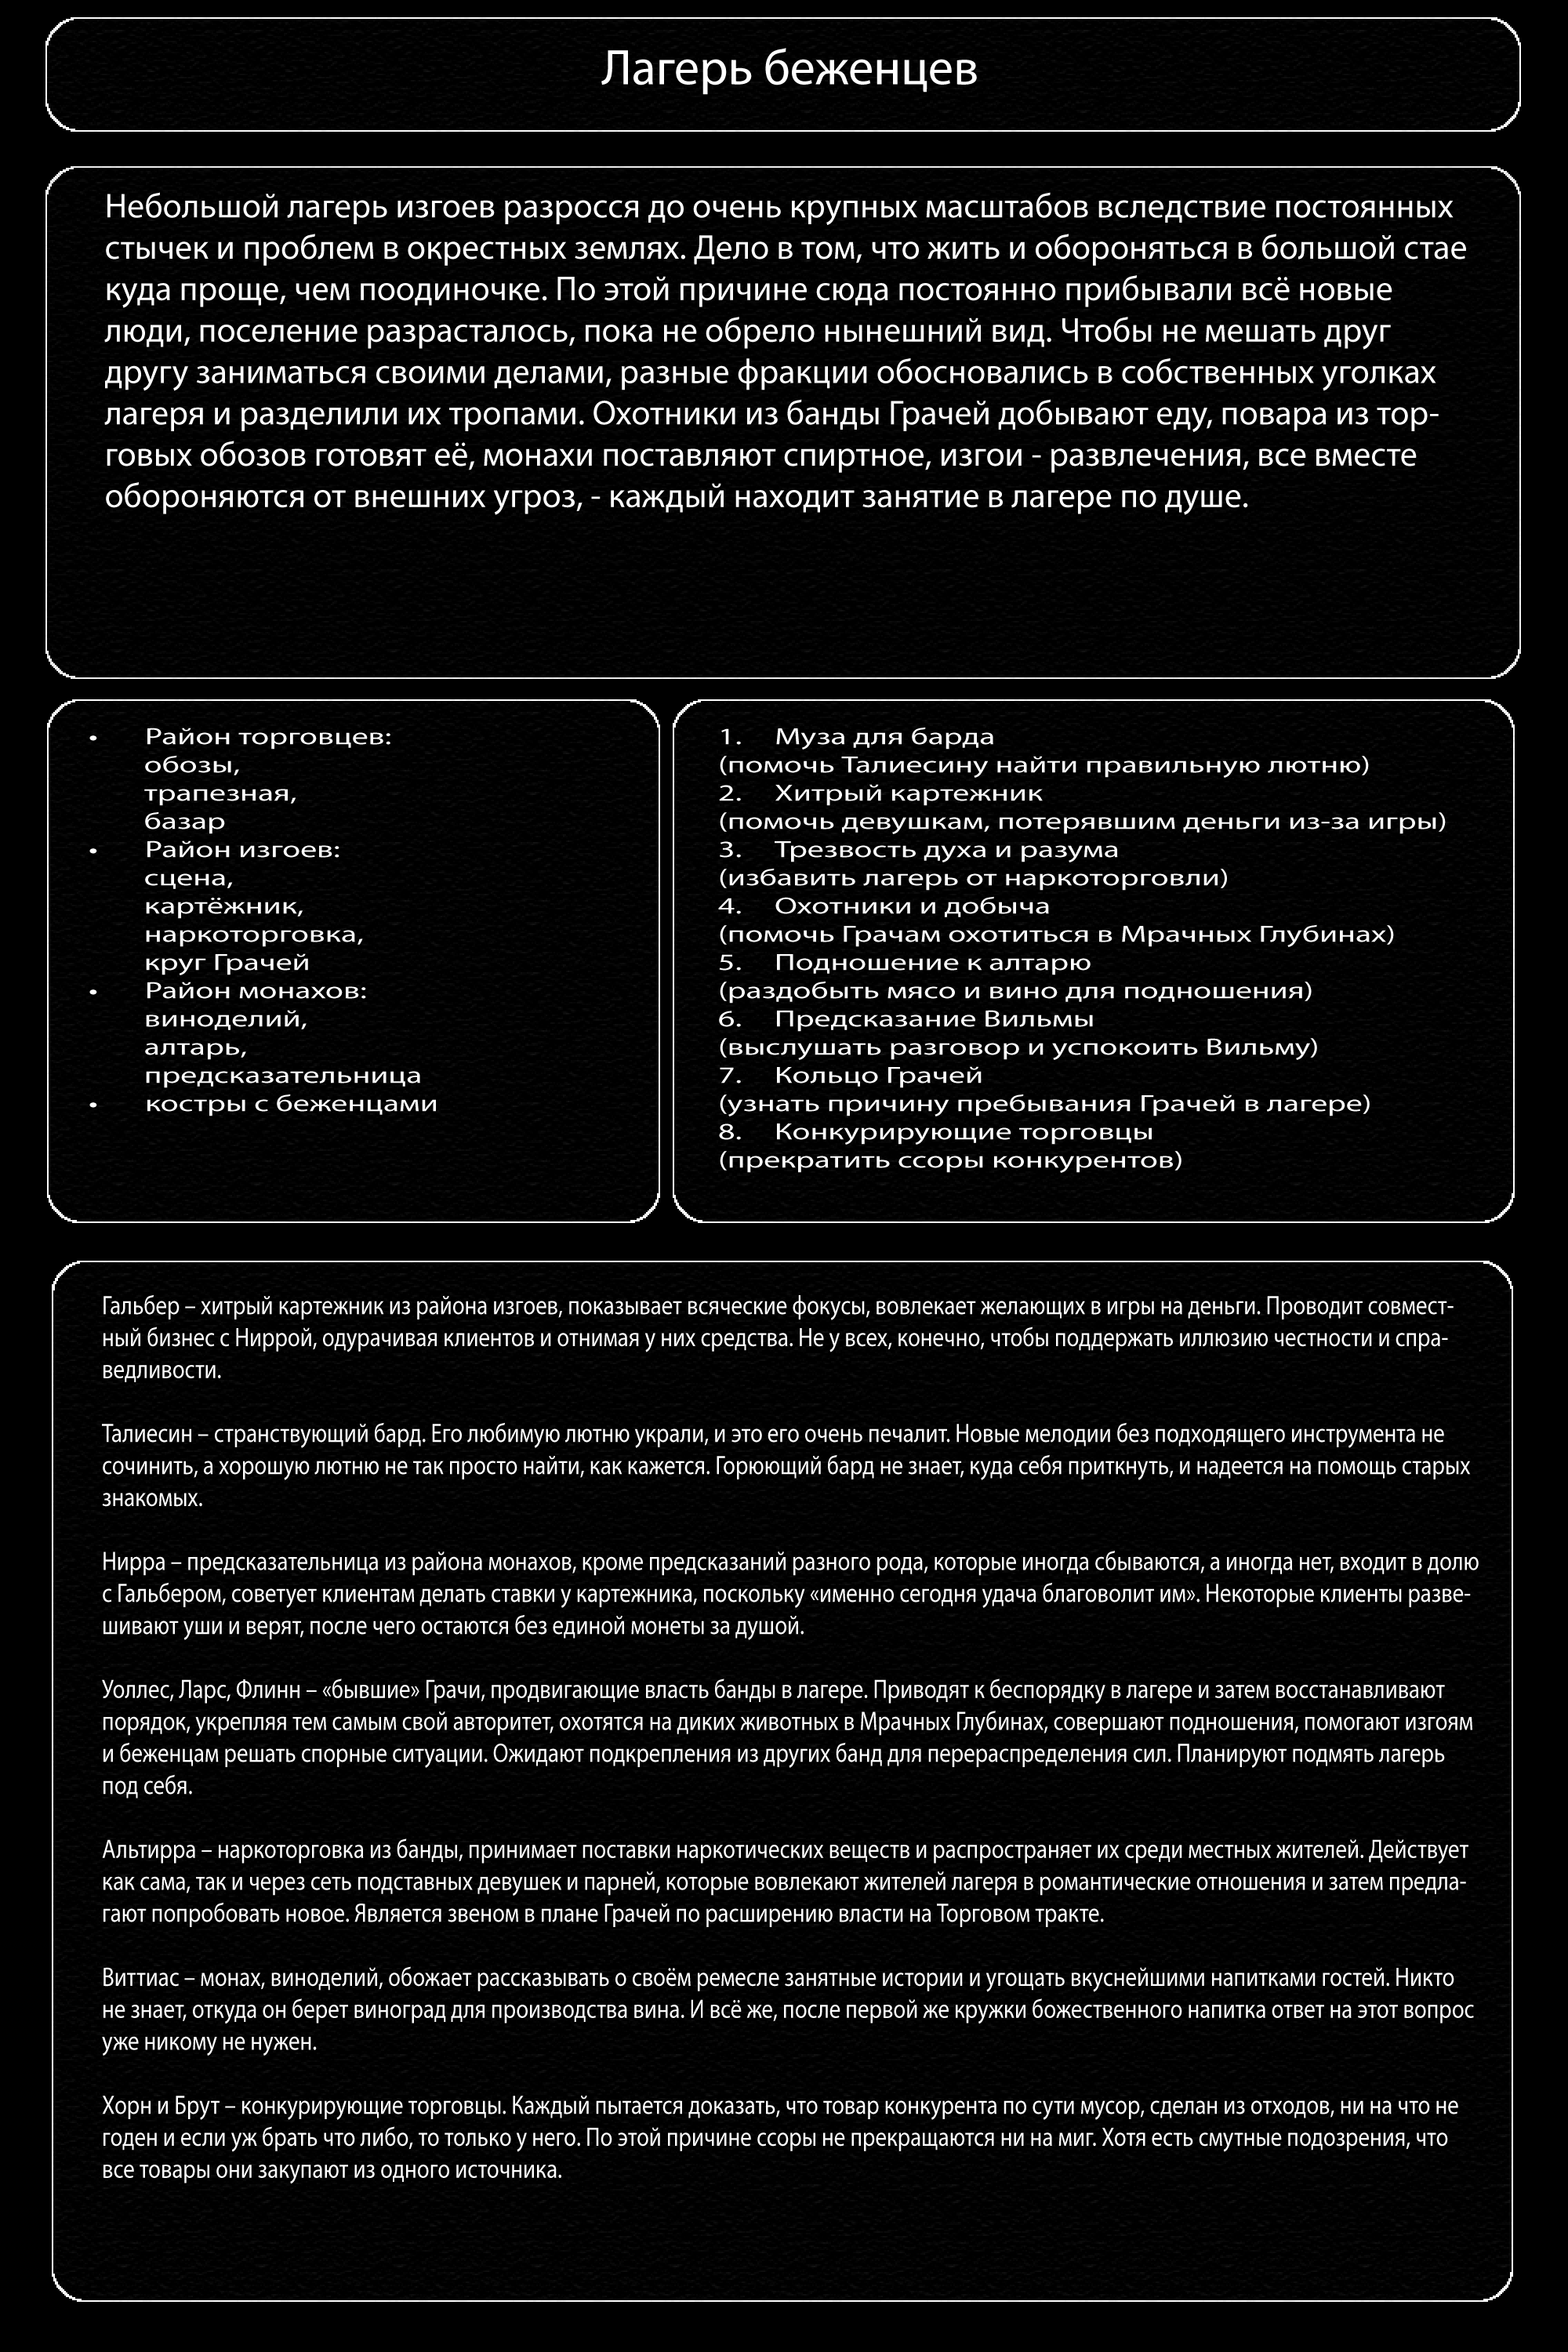 Лагерь беженцев
Небольшой лагерь изгоев разросся до очень крупных масштабов вследствие постоянных
стычек и проблем в окрестных землях. Дело в том, что жить и обороняться в большой стае
куда проще, чем поодиночке. По этой причине сюда постоянно прибывали всё новые
люди, поселение разрасталось, пока не обрело нынешний вид. Чтобы не мешать друг
другу заниматься своими делами, разные фракции обосновались в собственных уголках
лагеря и разделили их тропами. Охотники из банды Грачей добывают еду, повара из тор-
говых обозов готовят её, монахи поставляют спиртное, изгои - развлечения, все вместе
обороняются от внешних угроз, - каждый находит занятие в лагере по душе.
• Район торговцев:
обозы,
трапезная,
базар
• Район изгоев:
сцена,
картёжник,
наркоторговка,
круг Грачей
• Район монахов:
виноделий,
алтарь,
предсказательница
• костры с беженцами
1. Муза для барда
(помочь Талиесину найти правильную лютню)
2. Хитрый картежник
(помочь девушкам, потерявшим деньги из-за игры)
3. Трезвость духа и разума
(избавить лагерь от наркоторговли)
4. Охотники и добыча
(помочь Грачам охотиться в Мрачных Глубинах)
5. Подношение к алтарю
(раздобыть мясо и вино для подношения)
6. Предсказание Вильмы
(выслушать разговор и успокоить Вильму)
7. Кольцо Грачей
(узнать причину пребывания Грачей в лагере)
8. Конкурирующие торговцы
(прекратить ссоры конкурентов)
Гальбер – хитрый картежник из района изгоев, показывает всяческие фокусы, вовлекает желающих в игры на деньги. Проводит совмест-
ный бизнес с Ниррой, одурачивая клиентов и отнимая у них средства. Не у всех, конечно, чтобы поддержать иллюзию честности и спра-
ведливости.
Талиесин – странствующий бард. Его любимую лютню украли, и это его очень печалит. Новые мелодии без подходящего инструмента не
сочинить, а хорошую лютню не так просто найти, как кажется. Горюющий бард не знает, куда себя приткнуть, и надеется на помощь старых
знакомых.
Нирра – предсказательница из района монахов, кроме предсказаний разного рода, которые иногда сбываются, а иногда нет, входит в долю
с Гальбером, советует клиентам делать ставки у картежника, поскольку «именно сегодня удача благоволит им». Некоторые клиенты разве-
шивают уши и верят, после чего остаются без единой монеты за душой.
Уоллес, Ларс, Флинн – «бывшие» Грачи, продвигающие власть банды в лагере. Приводят к беспорядку в лагере и затем восстанавливают
порядок, укрепляя тем самым свой авторитет, охотятся на диких животных в Мрачных Глубинах, совершают подношения, помогают изгоям
и беженцам решать спорные ситуации. Ожидают подкрепления из других банд для перераспределения сил. Планируют подмять лагерь
под себя.
Альтирра – наркоторговка из банды, принимает поставки наркотических веществ и распространяет их среди местных жителей. Действует
как сама, так и через сеть подставных девушек и парней, которые вовлекают жителей лагеря в романтические отношения и затем предла-
гают попробовать новое. Является звеном в плане Грачей по расширению власти на Торговом тракте.
Виттиас – монах, виноделий, обожает рассказывать о своём ремесле занятные истории и угощать вкуснейшими напитками гостей. Никто
не знает, откуда он берет виноград для производства вина. И всё же, после первой же кружки божественного напитка ответ на этот вопрос
уже никому не нужен.
Хорн и Брут – конкурирующие торговцы. Каждый пытается доказать, что товар конкурента по сути мусор, сделан из отходов, ни на что не
годен и если уж брать что либо, то только у него. По этой причине ссоры не прекращаются ни на миг. Хотя есть смутные подозрения, что
все товары они закупают из одного источника.